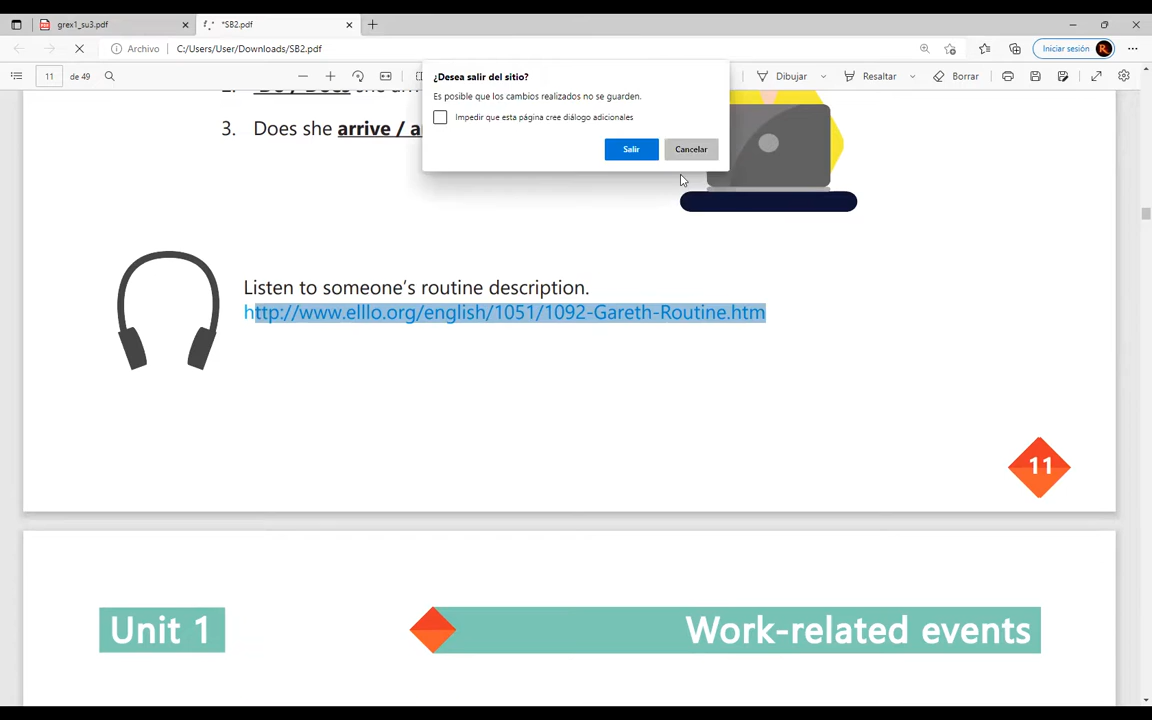 grex1_su3.pdf
*SB2.pdf
Archivo
C:/Users/User/Downloads/SB2.pdf
Iniciar sesión
R
11
de 49
Dibujar
Resaltar
Borrar
¿Desea salir del sitio?
Es posible que los cambios realizados no se guarden.
Impedir que esta página cree diálogo adicionales
Salir
Cancelar
2.
3. Does she arrive / a
Listen to someone's routine description.
http://www.elllo.org/english/1051/1092-Gareth-Routine.htm
11
Unit 1
Work-related events